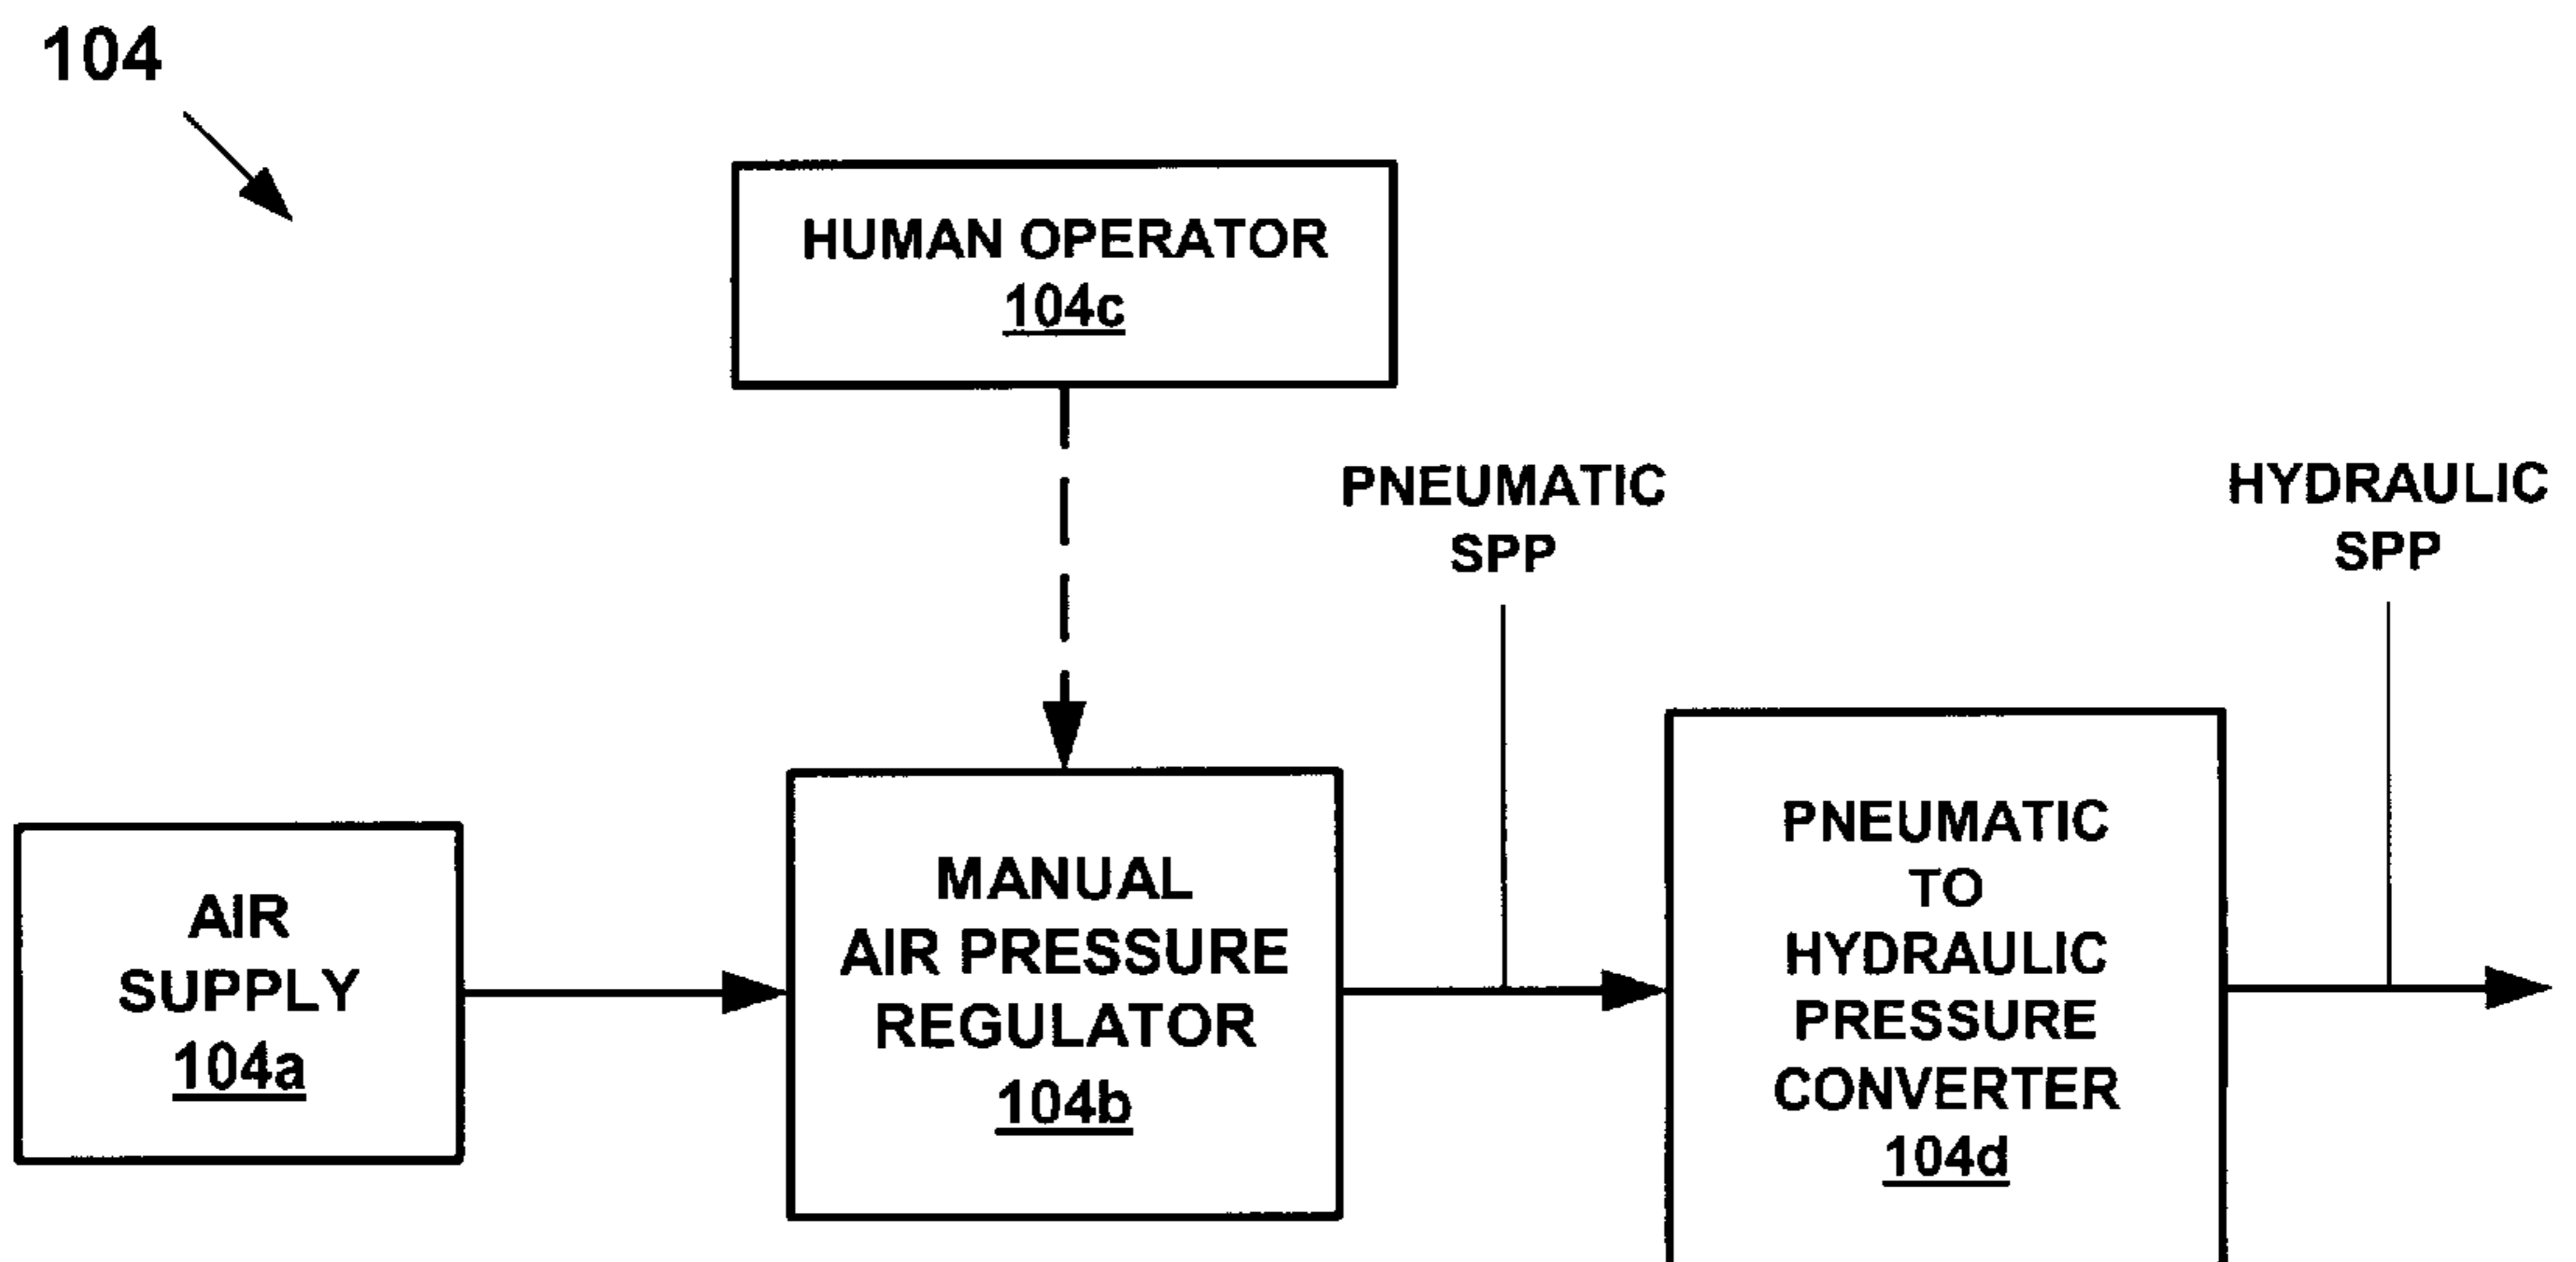 104
HUMAN OPERATOR
104c
PNEUMATIC
SPP
HYDRAULIC
SPP
AIR
SUPPLY
104a
MANUAL
AIR PRESSURE
REGULATOR
104b
PNEUMATIC
TO
HYDRAULIC
PRESSURE
CONVERTER
104d